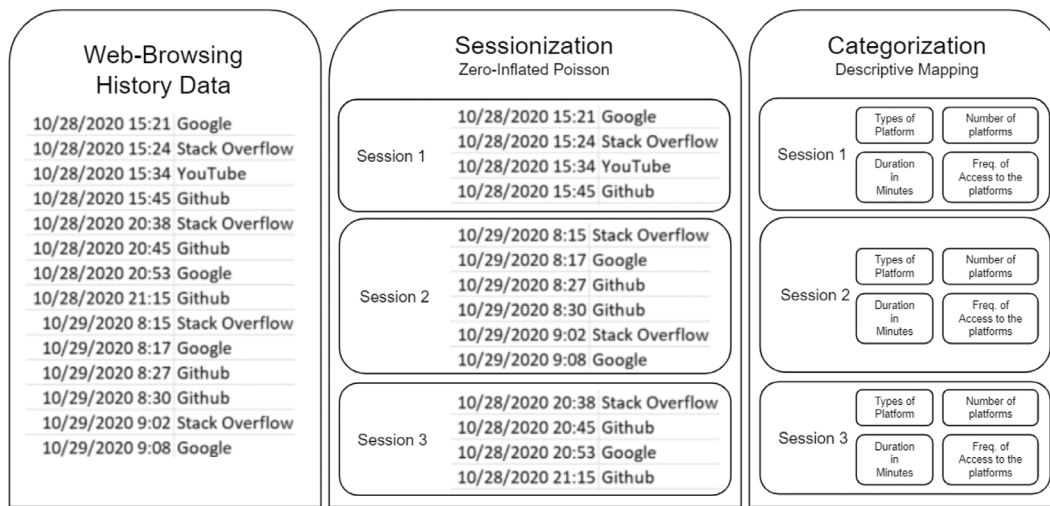 Web-Browsing
History Data
10/28/2020 15:21 Google
10/28/2020 15:24 Stack Overflow
10/28/2020 15:34 YouTube
10/28/2020 15:45 Github
10/28/2020 20:38 Stack Overflow
10/28/2020 20:45 Github
10/28/2020 20:53 Google
10/28/2020 21:15 Github
10/29/2020 8:15 Stack Overflow
10/29/2020 8:17 Google
10/29/2020 8:27 Github
10/29/2020 8:30 Github
10/29/2020 9:02 Stack Overflow
10/29/2020 9:08 Google
Sessionization
Zero-Inflated Poisson
Session 1
10/28/2020 15:21 Google
10/28/2020 15:24 Stack Overflow
10/28/2020 15:34 YouTube
10/28/2020 15:45 Github
Session 2
10/29/2020 8:15 Stack Overflow
10/29/2020 8:17 Google
10/29/2020 8:27 Github
10/29/2020 8:30 Github
10/29/2020 9:02 Stack Overflow
10/29/2020 9:08 Google
Session 3
10/28/2020 20:38 Stack Overflow
10/28/2020 20:45 Github
10/28/2020 20:53 Google
10/28/2020 21:15 Github
Categorization
Descriptive Mapping
Session 1
Types of
Platform
Number of
platforms
Duration
in
Minutes
Freq. of
Access to the
platforms
Session 2
Types of
Platform
Number of
platforms
Duration
in
Minutes
Freq. of
Access to the
platforms
Session 3
Types of
Platform
Number of
platforms
Duration
in
Minutes
Freq. of
Access to the
platforms